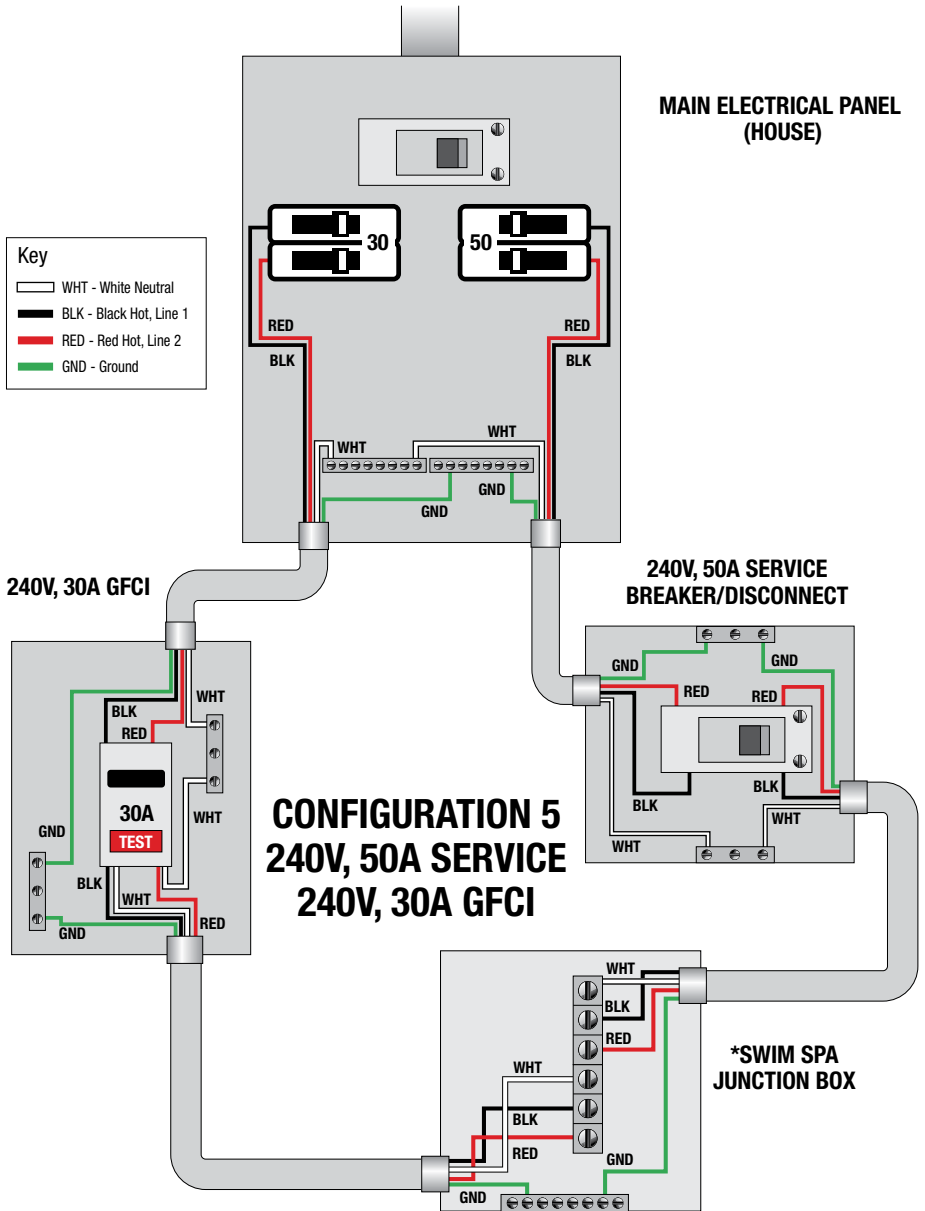 MAIN ELECTRICAL PANEL
(HOUSE)
30
50
Key
WHT - White Neutral
BLK - Black Hot, Line 1
RED - Red Hot, Line 2
GND - Ground
RED
BLK
RED
BLK
WHT
WHT
GND
GND
240V, 30A GFCI
240V, 50A SERVICE
BREAKER/DISCONNECT
WHT
BLK
RED
30A
TEST
WHT
GND
BLK
WHT
RED
GND
GND
GND
RED
RED
BLK
BLK
WHT
WHT
CONFIGURATION 5
240V, 50A SERVICE
240V, 30A GFCI
WHT
BLK
RED
WHT
BLK
RED
GND
GND
*SWIM SPA
JUNCTION BOX